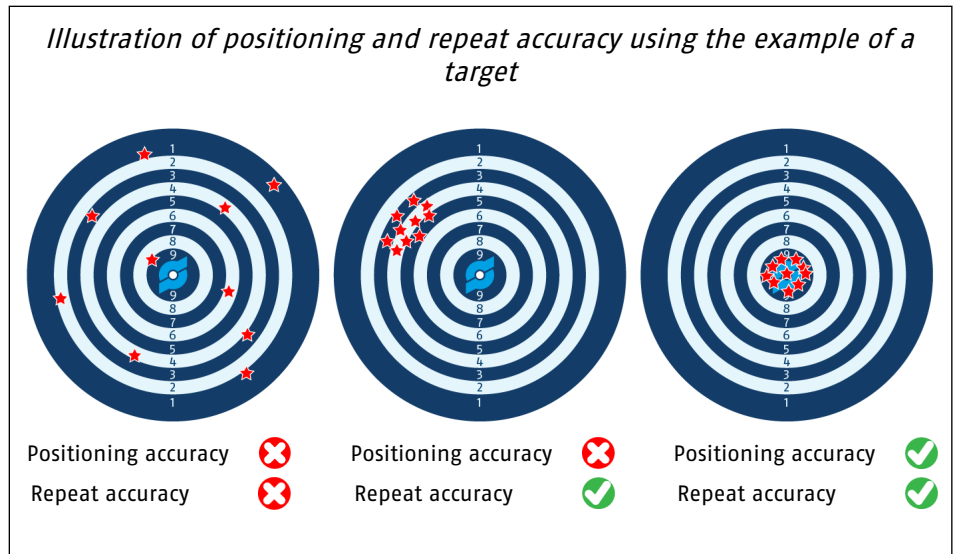 Illustration of positioning and repeat accuracy using the example of a
target
1 1 1
2 2 2
3 3 3
4 4 4
5 5 5
6 6 6
7 7 7
8 8 8
9 9 9
9 9
8 8 8
7 7 7
6 6 6
5 5 5
4 4 4
3 3 3
2 2 2
1 1 1
Positioning accuracy Positioning accuracy Positioning accuracy
Repeat accuracy Repeat accuracy Repeat accuracy